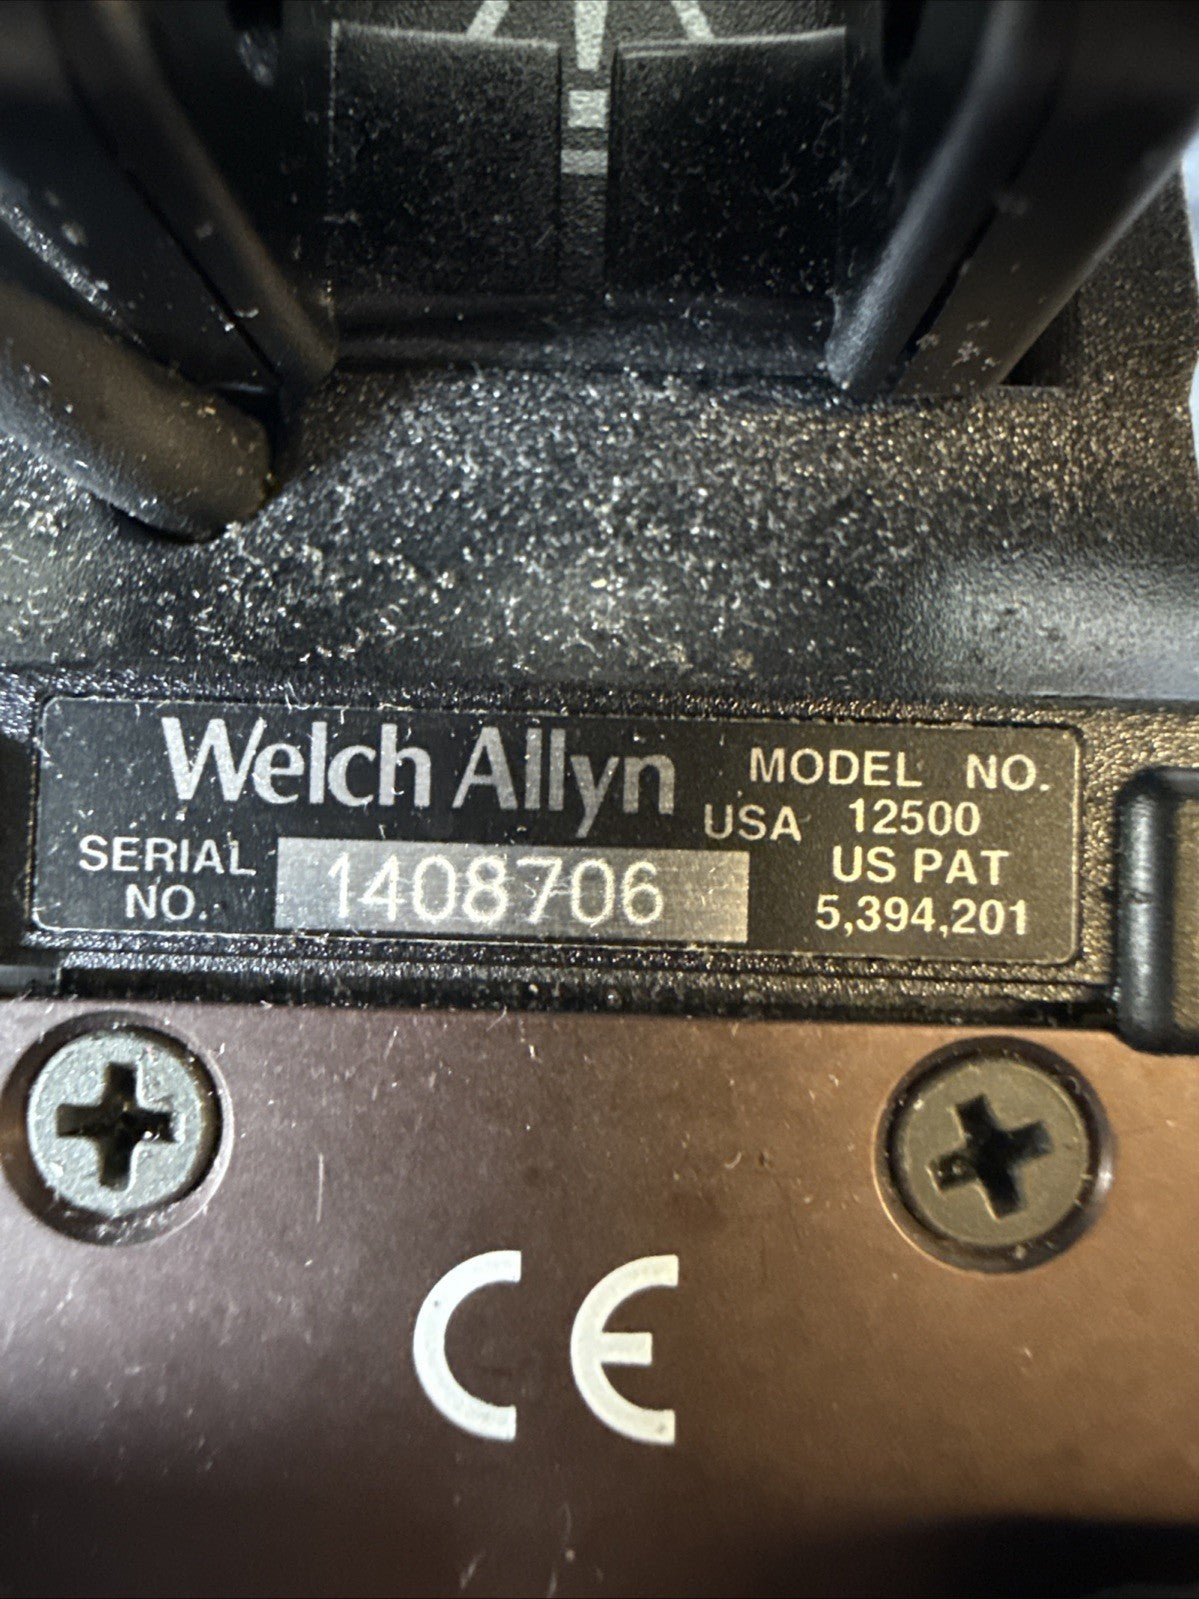 Welch Allyn
MODEL NO.
USA 12500
SERIAL
NO.
1408706
US PAT
5,394,201
CE